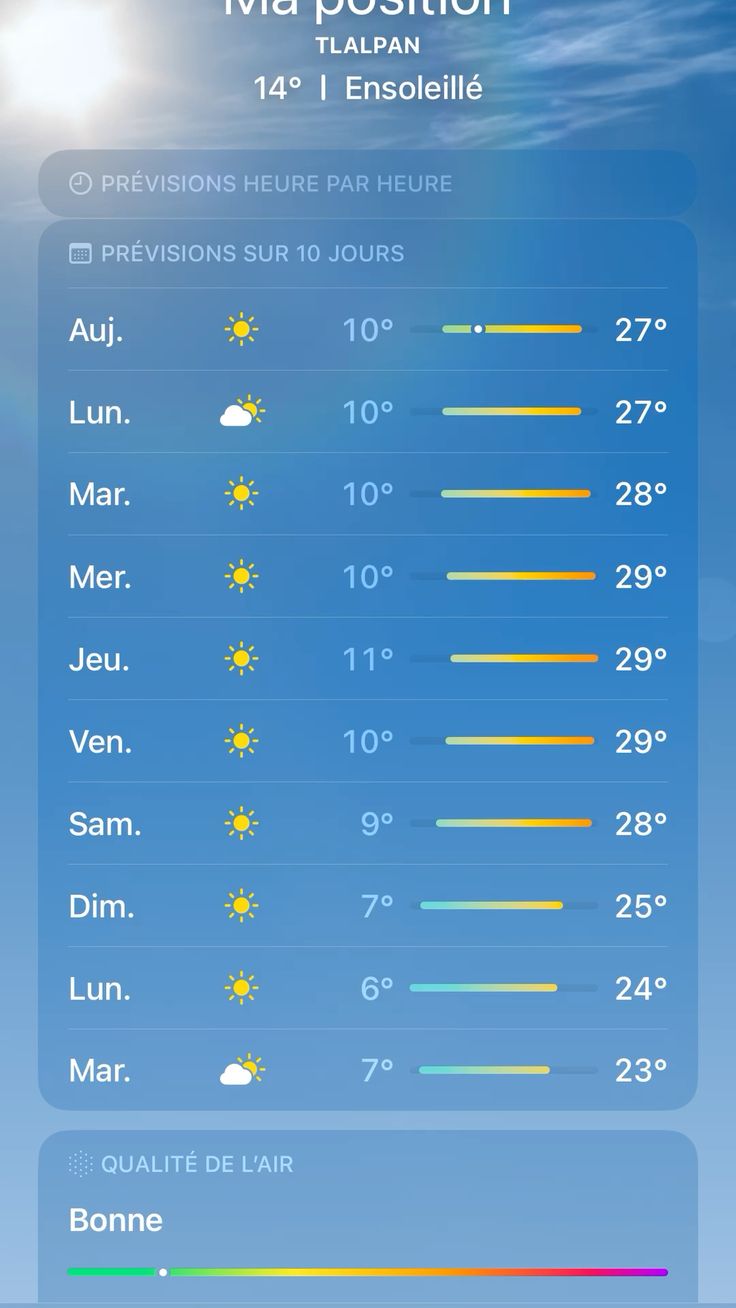 Ma position
TLALPAN
14° | Ensoleillé
PRÉVISIONS HEURE PAR HEURE
PRÉVISIONS SUR 10 JOURS
Auj. 10° 27°
Lun. 10° 27°
Mar. 10° 28°
Mer. 10° 29°
Jeu. 11° 29°
Ven. 10° 29°
Sam. 9° 28°
Dim. 7° 25°
Lun. 6° 24°
Mar. 7° 23°
QUALITÉ DE L'AIR
Bonne